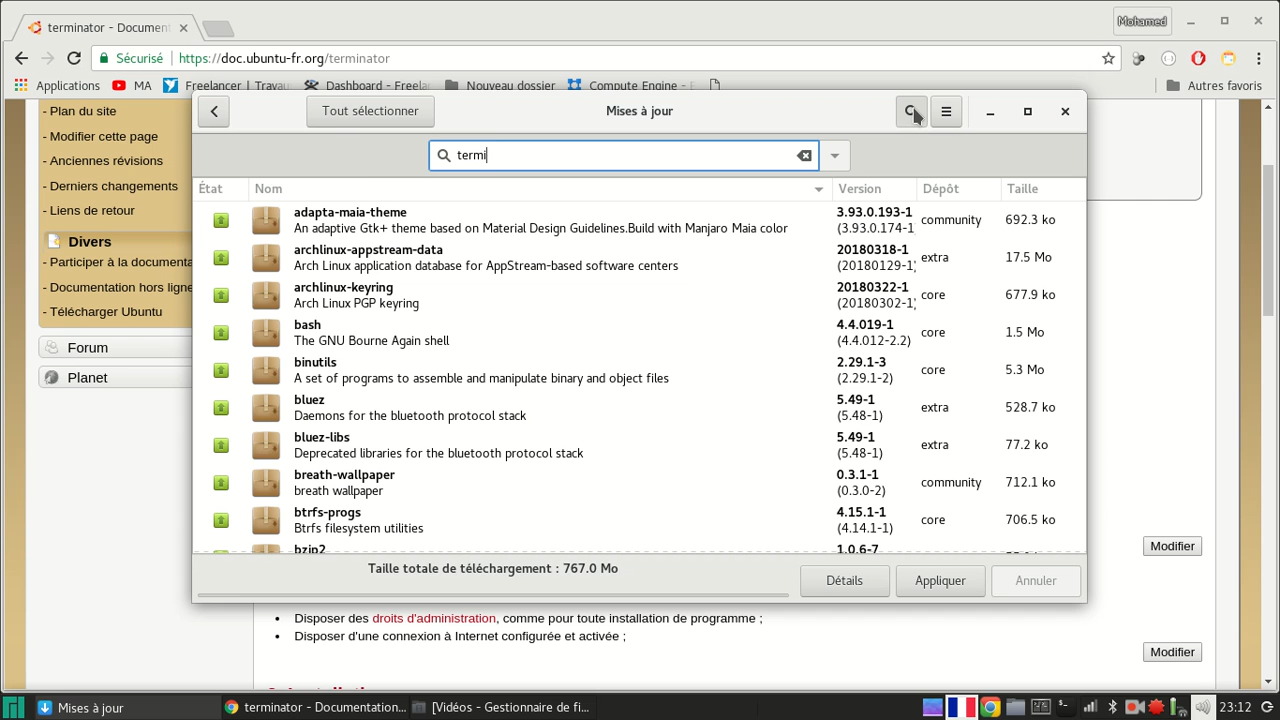 terminator - Document
Mohamed
Sécurisé
https://doc.ubuntu-fr.org/terminator
Applications
MA
Freelancer | Travau
Dashboard - Freelan
Nouveau dossier
Compute Engine - E
Autres favoris
- Plan du site
- Modifier cette page
- Anciennes révisions
- Derniers changements
- Liens de retour
Divers
- Participer à la documenta
- Documentation hors ligne
- Télécharger Ubuntu
Forum
Planet
Tout sélectionner
Mises à jour
termi
État Nom Version Dépôt Taille
adapta-maia-theme 3.93.0.193-1
An adaptive Gtk+ theme based on Material Design Guidelines.Build with Manjaro Maia color (3.93.0.174-1) community 692.3 ko
archlinux-appstream-data 20180318-1
Arch Linux application database for AppStream-based software centers (20180129-1) extra 17.5 Mo
archlinux-keyring 20180322-1
Arch Linux PGP keyring (20180302-1) core 677.9 ko
bash 4.4.019-1
The GNU Bourne Again shell (4.4.012-2.2) core 1.5 Mo
binutils 2.29.1-3
A set of programs to assemble and manipulate binary and object files (2.29.1-2) core 5.3 Mo
bluez 5.49-1
Daemons for the bluetooth protocol stack (5.48-1) extra 528.7 ko
bluez-libs 5.49-1
Deprecated libraries for the bluetooth protocol stack (5.48-1) extra 77.2 ko
breath-wallpaper 0.3.1-1
breath wallpaper (0.3.0-2) community 712.1 ko
btrfs-progs 4.15.1-1
Btrfs filesystem utilities (4.14.1-1) core 706.5 ko
bzip2 1.0.6-7
Taille totale de téléchargement : 767.0 Mo
Détails
Appliquer
Annuler
Modifier
• Disposer des droits d'administration, comme pour toute installation de programme ;
• Disposer d'une connexion à Internet configurée et activée ;
Modifier
Mises à jour
terminator - Documentation...
[Vidéos - Gestionnaire de fi...
23:12